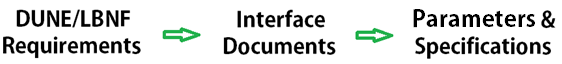 DUNE/LBNF
Requirements
Interface
Documents
Parameters &
Specifications